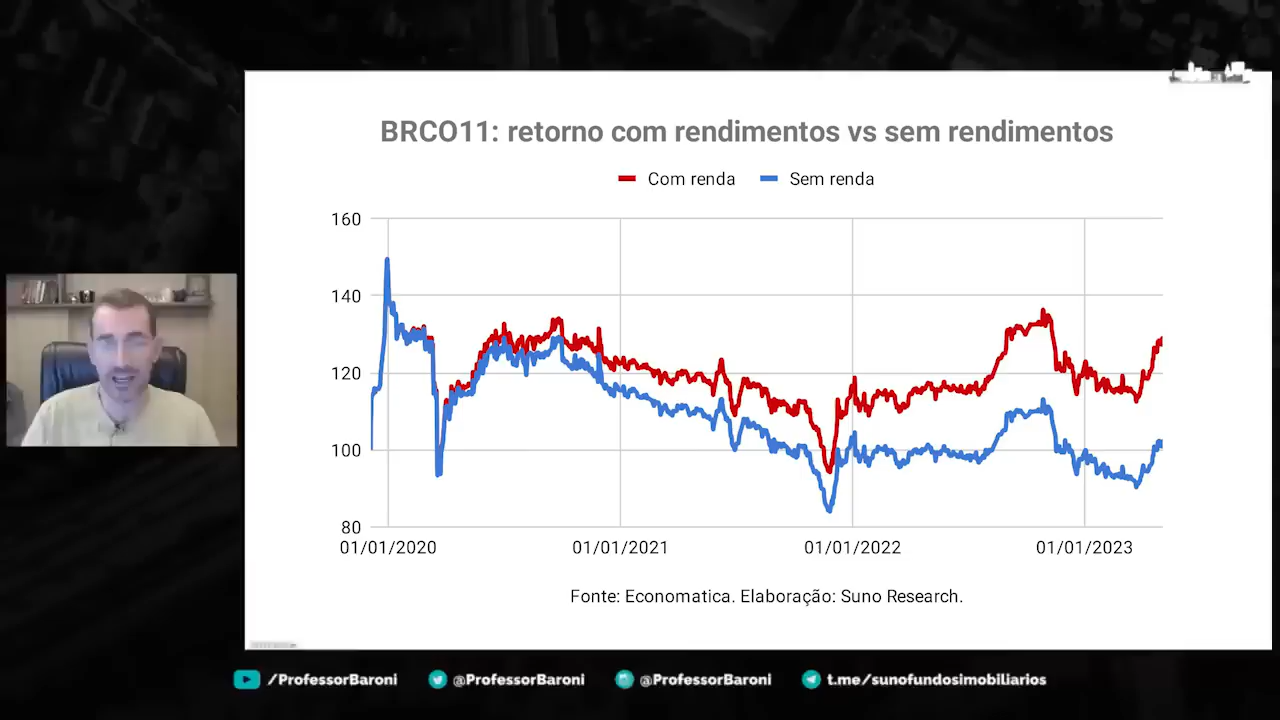 BRCO11: retorno com rendimentos vs sem rendimentos
Com renda
Sem renda
160
140
120
100
80
01/01/2020
01/01/2021
01/01/2022
01/01/2023
Fonte: Economatica. Elaboração: Suno Research.
/ProfessorBaroni
@ProfessorBaroni
@ProfessorBaroni
t.me/sunofundosimobiliarios